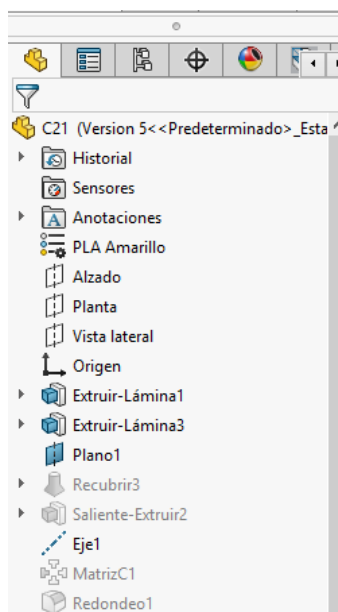 C21 (Version 5<<Predeterminado>_Esta
Historial
Sensores
A Anotaciones
PLA Amarillo
Alzado
Planta
Vista lateral
Origen
Extruir-Lámina1
Extruir-Lámina3
Plano1
Recubrir3
Saliente-Extruir2
Eje1
MatrizC1
Redondeo1